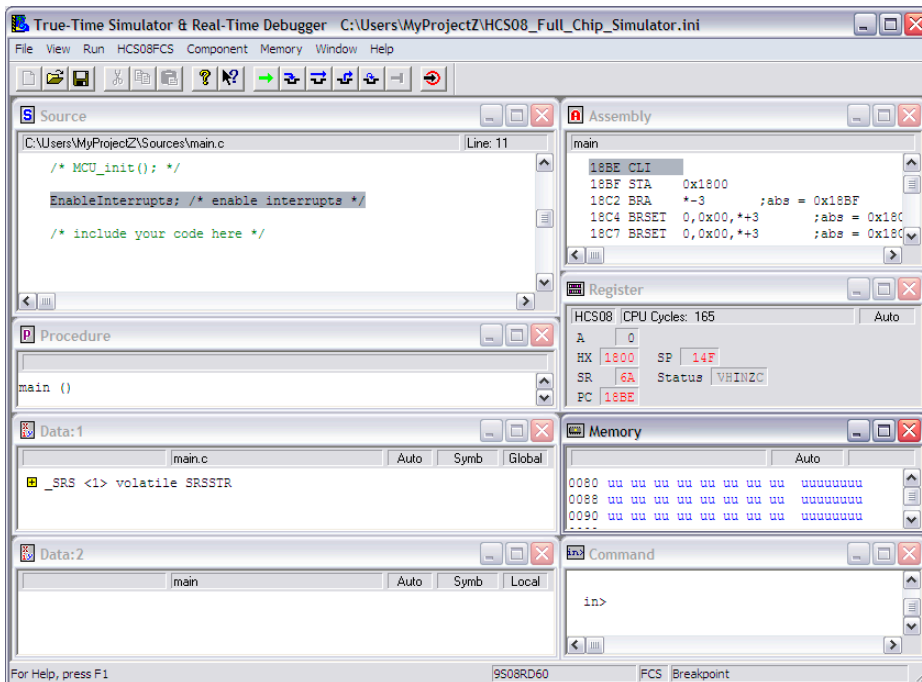 True-Time Simulator & Real-Time Debugger C:\Users\MyProjectZ\HCS08_Full_Chip_Simulator.ini
File View Run HCS08FCS Component Memory Window Help
Source
C:\Users\MyProjectZ\Sources\main.c Line: 11
/* MCU_init(); */
EnableInterrupts; /* enable interrupts */
/* include your code here */
Assembly
main
18BE CLI
18BF STA 0x1800
18C2 BRA *-3 ;abs = 0x18BF
18C4 BRSET 0,0x00,*+3 ;abs = 0x180
18C7 BRSET 0,0x00,*+3 ;abs = 0x180
Procedure
main ()
Register
HCS08 CPU Cycles: 165 Auto
A 0
HX 1800 SP 14F
SR 6A Status VHINZC
PC 18BE
Data:1
main.c Auto Symb Global
_SRS <1> volatile SRSSTR
Memory
Auto
0080 uu uu uu uu uu uu uu uu uuuuuuuu
0088 uu uu uu uu uu uu uu uu uuuuuuuu
0090 uu uu uu uu uu uu uu uu uuuuuuuu
Data:2
main Auto Symb Local
Command
in>
For Help, press F1 9S08RD60 FCS Breakpoint